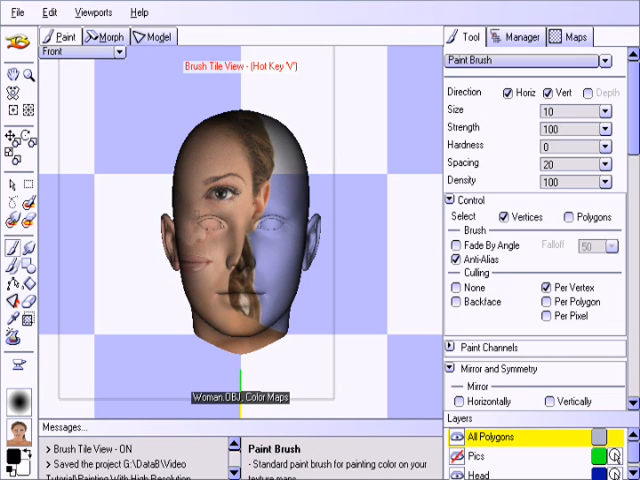 File Edit Viewports Help
Paint Morph Model
Front
Brush Tile View - (Hot Key 'V')
Woman.OBJ, Color Maps
Messages...
> Brush Tile View - ON
> Saved the project G:\DataB\Video
Tutorial\Painting With High Resolution
Paint Brush
- Standard paint brush for painting color on your
texture maps.
Tool Manager Maps
Paint Brush
Direction Horiz Vert Depth
Size 10
Strength 100
Hardness 0
Spacing 20
Density 100
Control
Select Vertices Polygons
Brush
Fade By Angle Falloff 50
Anti-Alias
Culling
None Per Vertex
Backface Per Polygon
Per Pixel
Paint Channels
Mirror and Symmetry
Mirror
Horizontally Vertically
Layers
All Polygons
Pics
Head